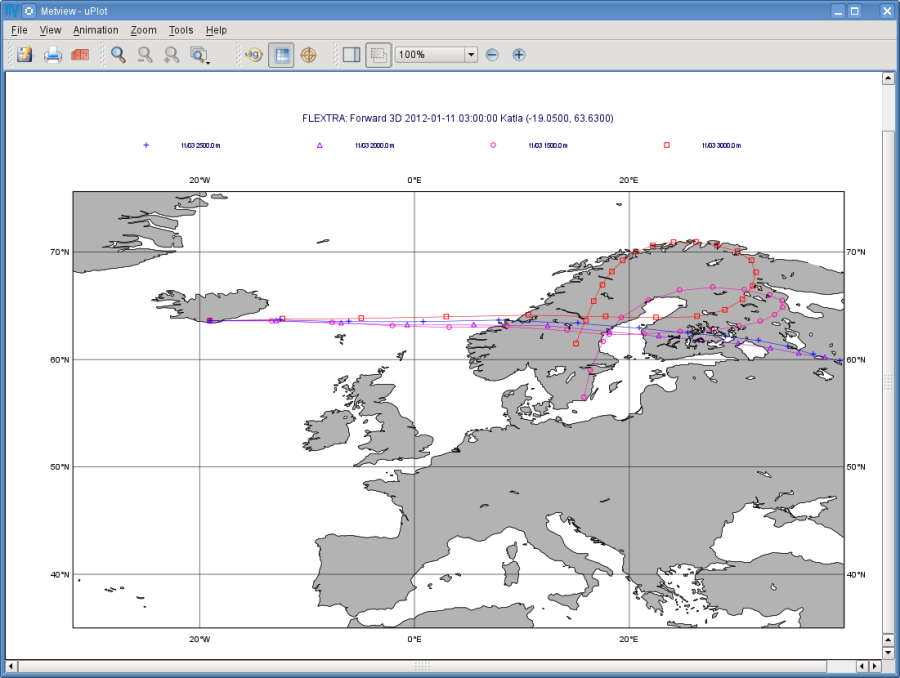 Metview - uPlot
File View Animation Zoom Tools Help
100%
FLEXTRA: Forward 3D 2012-01-11 03:00:00 Katla (-19.0500, 63.6300)
11/03 2500.0 m 11/03 2000.0 m 11/03 1500.0 m 11/03 3000.0 m
20°W 0°E 20°E
70°N 70°N
60°N 60°N
50°N 50°N
40°N 40°N
20°W 0°E 20°E